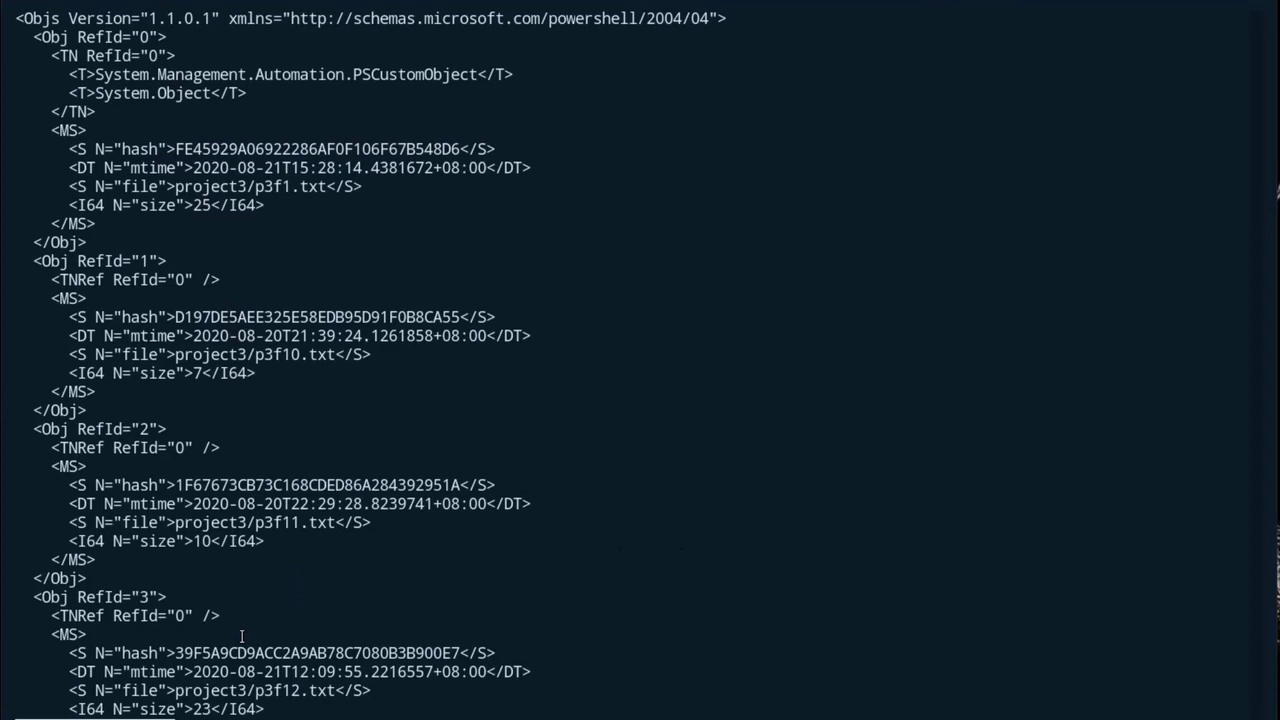 <Objs Version="1.1.0.1" xmlns="http://schemas.microsoft.com/powershell/2004/04">
<Obj RefId="0">
<TN RefId="0">
<T>System.Management.Automation.PSCustomObject</T>
<T>System.Object</T>
</TN>
<MS>
<S N="hash">FE45929A06922286AF0F106F67B548D6</S>
<DT N="mtime">2020-08-21T15:28:14.4381672+08:00</DT>
<S N="file">project3/p3f1.txt</S>
<I64 N="size">25</I64>
</MS>
</Obj>
<Obj RefId="1">
<TNRef RefId="0" />
<MS>
<S N="hash">D197DE5AEE325E58EDB95D91F0B8CA55</S>
<DT N="mtime">2020-08-20T21:39:24.1261858+08:00</DT>
<S N="file">project3/p3f10.txt</S>
<I64 N="size">7</I64>
</MS>
</Obj>
<Obj RefId="2">
<TNRef RefId="0" />
<MS>
<S N="hash">1F67673CB73C168CDED86A284392951A</S>
<DT N="mtime">2020-08-20T22:29:28.8239741+08:00</DT>
<S N="file">project3/p3f11.txt</S>
<I64 N="size">10</I64>
</MS>
</Obj>
<Obj RefId="3">
<TNRef RefId="0" />
<MS>
<S N="hash">39F5A9CD9ACC2A9AB78C7080B3B900E7</S>
<DT N="mtime">2020-08-21T12:09:55.2216557+08:00</DT>
<S N="file">project3/p3f12.txt</S>
<I64 N="size">23</I64>